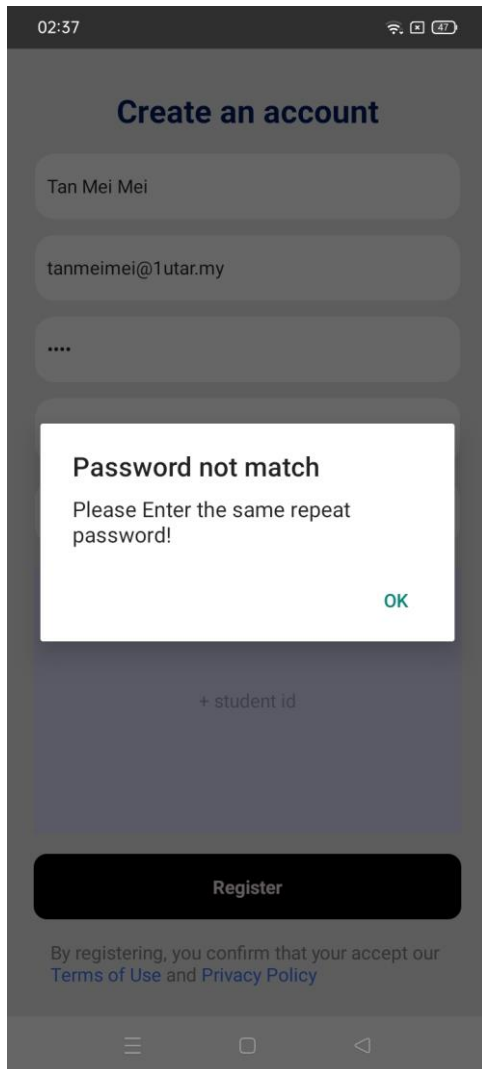 02:37
47
Create an account
Tan Mei Mei
tanmeimei@1utar.my
••••
Password not match
Please Enter the same repeat
password!
OK
+ student id
Register
By registering, you confirm that your accept our
Terms of Use and Privacy Policy